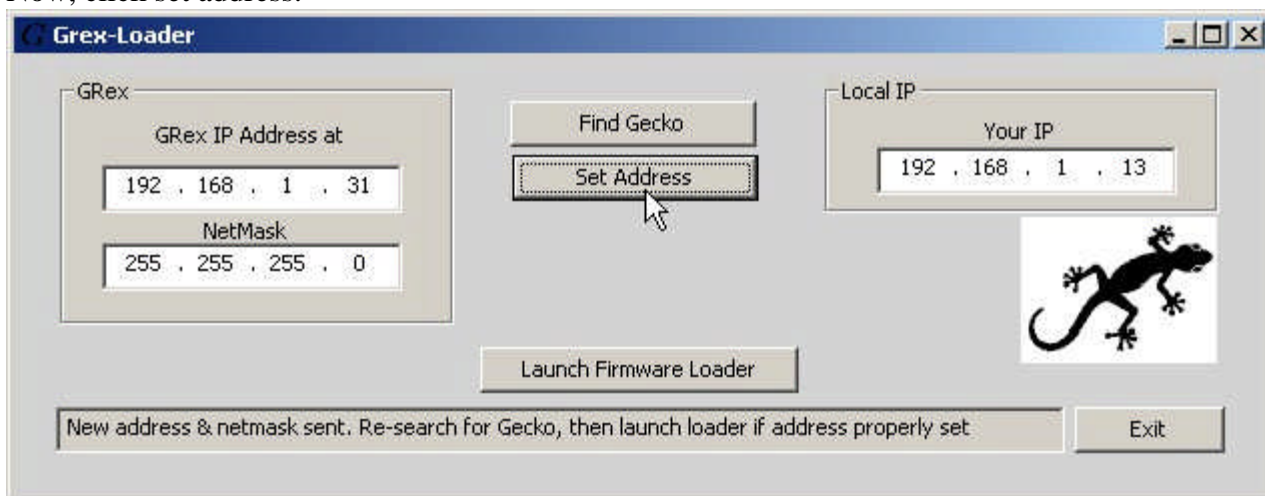 Now, click set address.
Grex-Loader
GRex
GRex IP Address at
192 . 168 . 1 . 31
NetMask
255 . 255 . 255 . 0
Find Gecko
Set Address
Local IP
Your IP
192 . 168 . 1 . 13
Launch Firmware Loader
New address & netmask sent. Re-search for Gecko, then launch loader if address properly set
Exit